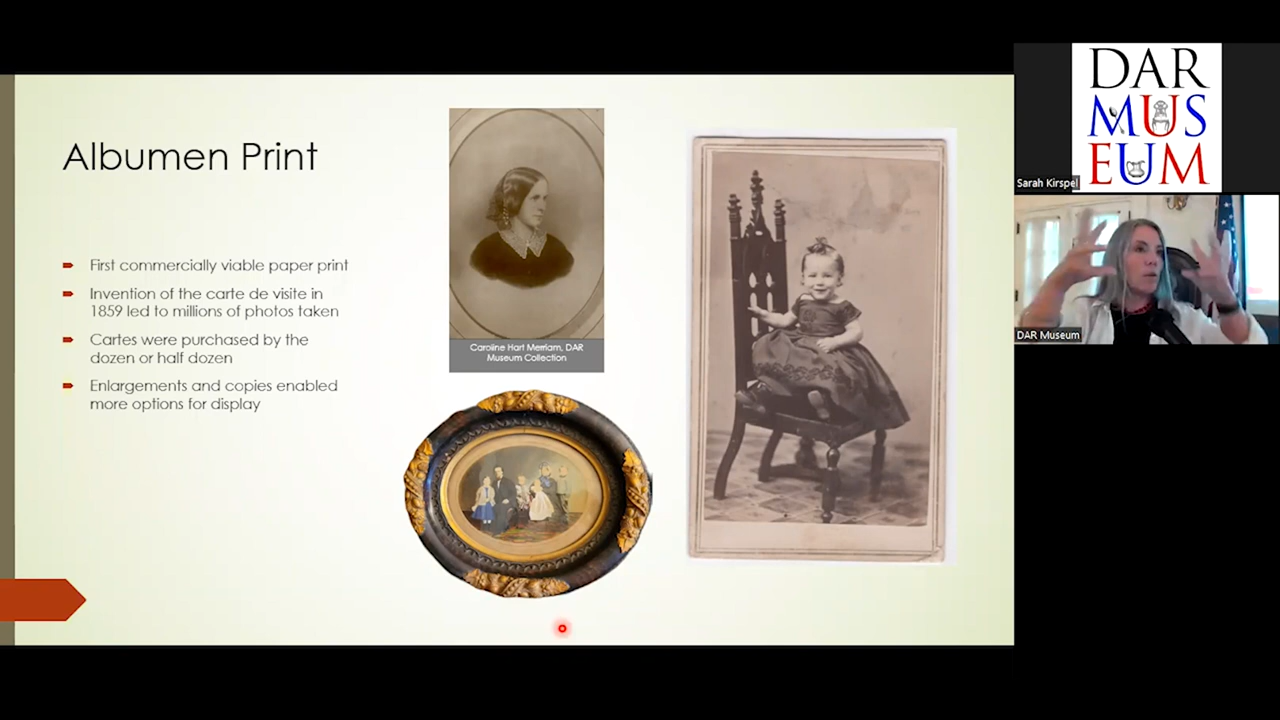 Albumen Print
First commercially viable paper print
Invention of the carte de visite in
1859 led to millions of photos taken
Cartes were purchased by the
dozen or half dozen
Enlargements and copies enabled
more options for display
Caroline Hart Merriam, DAR
Museum Collection
DAR
MUS
EUM
Sarah Kirspel
DAR Museum